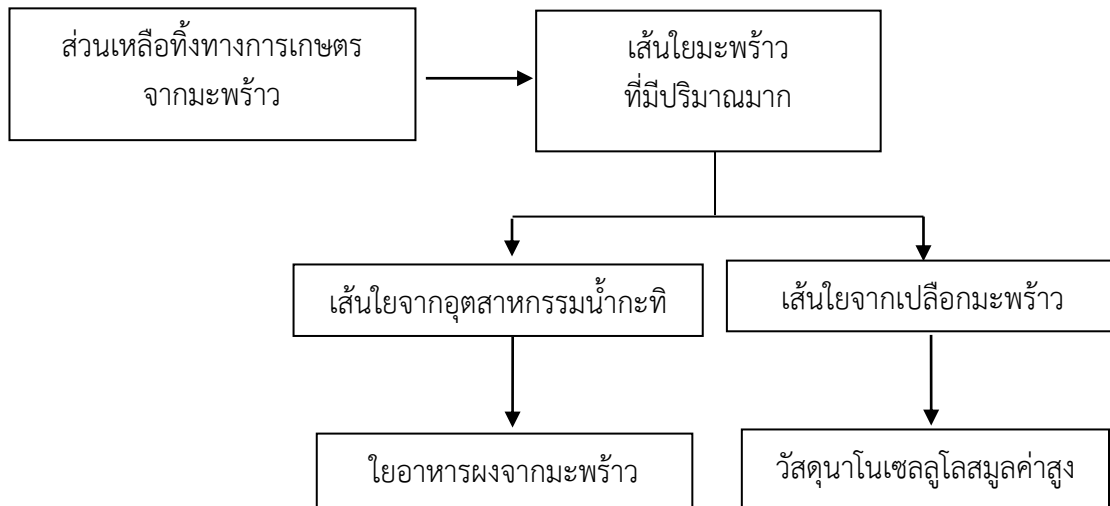 ส่วนเหลือทิ้งทางการเกษตร
จากมะพร้าว
เส้นใยมะพร้าว
ที่มีปริมาณมาก
เส้นใยจากอุตสาหกรรมน้ำกะทิ
เส้นใยจากเปลือกมะพร้าว
ใยอาหารผงจากมะพร้าว
วัสดุนาโนเซลลูโลสมูลค่าสูง